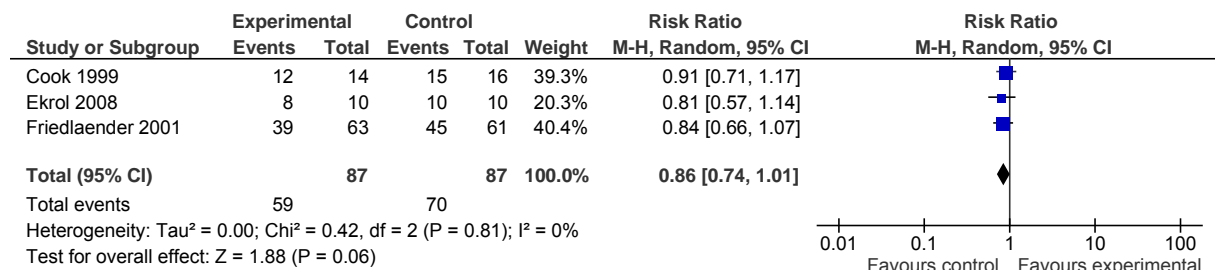 Experimental Control Risk Ratio Risk Ratio
Study or Subgroup Events Total Events Total Weight M-H, Random, 95% CI M-H, Random, 95% CI
Cook 1999 12 14 15 16 39.3% 0.91 [0.71, 1.17]
Ekrol 2008 8 10 10 10 20.3% 0.81 [0.57, 1.14]
Friedlaender 2001 39 63 45 61 40.4% 0.84 [0.66, 1.07]
Total (95% CI) 87 87 100.0% 0.86 [0.74, 1.01]
Total events 59 70
Heterogeneity: Tau² = 0.00; Chi² = 0.42, df = 2 (P = 0.81); I² = 0%
Test for overall effect: Z = 1.88 (P = 0.06)
0.01 0.1 1 10 100
Favours control Favours experimental